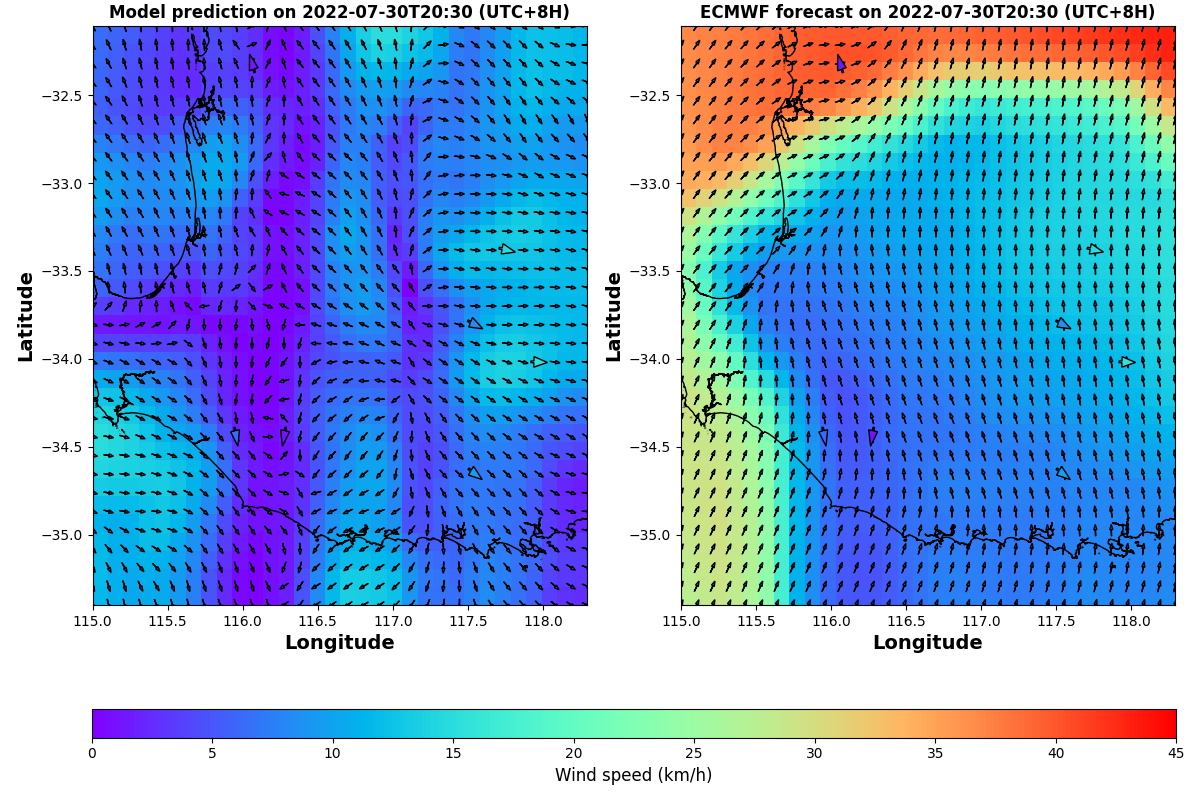 Model prediction on 2022-07-30T20:30 (UTC+8H) ECMWF forecast on 2022-07-30T20:30 (UTC+8H)
−32.5 −32.5
−33.0 −33.0
−33.5 −33.5
Latitude Latitude
−34.0 −34.0
−34.5 −34.5
−35.0 −35.0
115.0 115.5 116.0 116.5 117.0 117.5 118.0 115.0 115.5 116.0 116.5 117.0 117.5 118.0
Longitude Longitude
0 5 10 15 20 25 30 35 40 45
Wind speed (km/h)